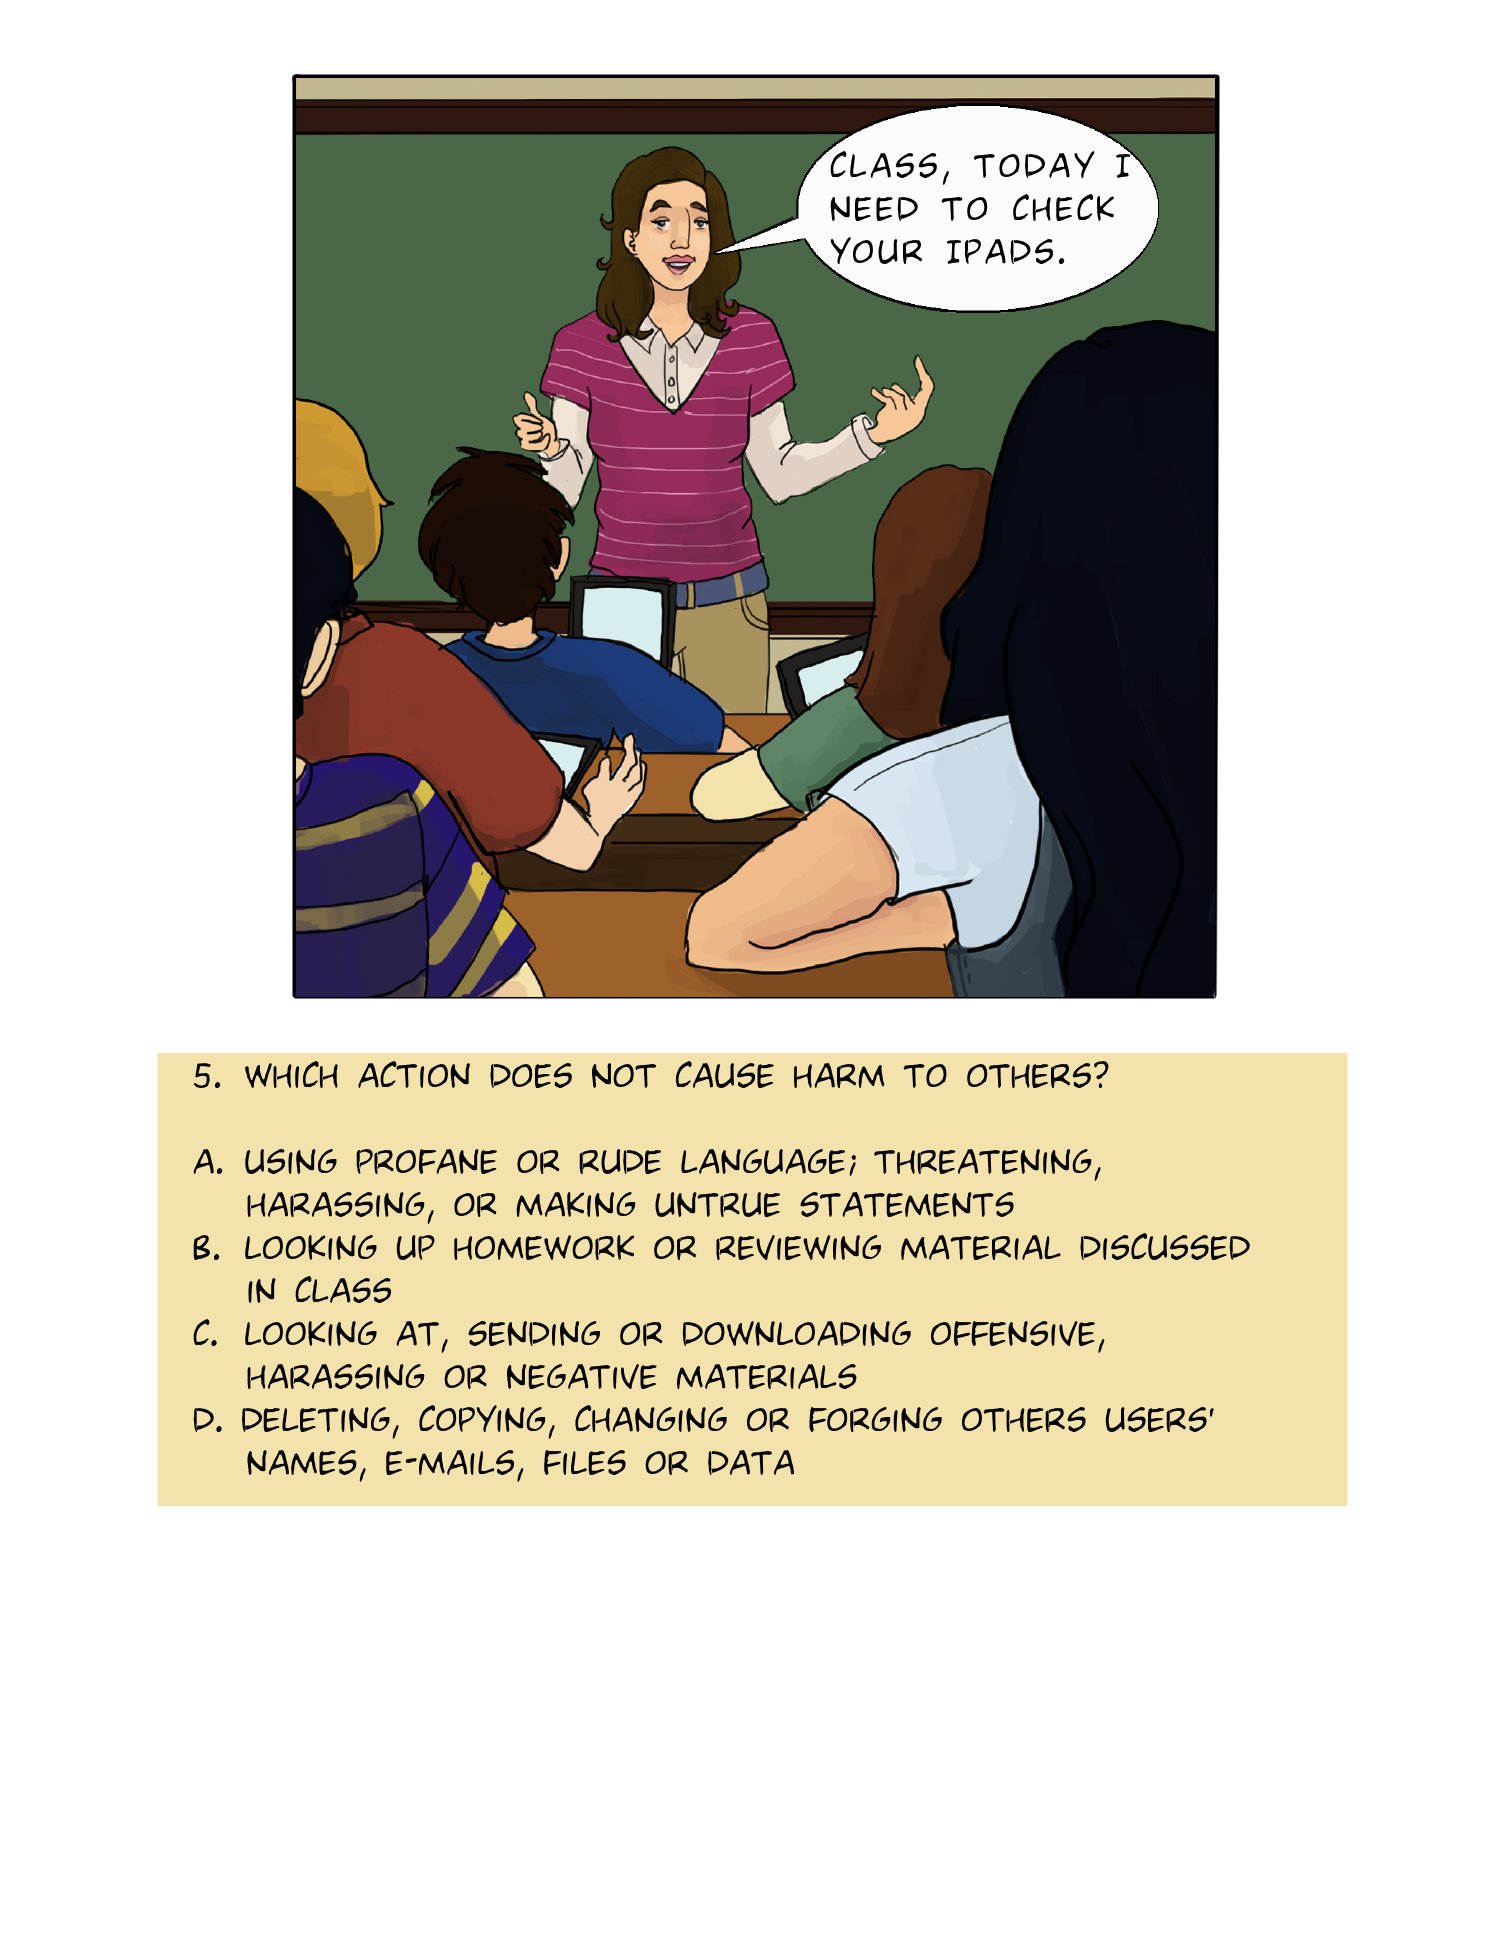 CLASS, TODAY I
NEED TO CHECK
YOUR IPADS.
5. WHICH ACTION DOES NOT CAUSE HARM TO OTHERS?
A. USING PROFANE OR RUDE LANGUAGE; THREATENING,
HARASSING, OR MAKING UNTRUE STATEMENTS
B. LOOKING UP HOMEWORK OR REVIEWING MATERIAL DISCUSSED
IN CLASS
C. LOOKING AT, SENDING OR DOWNLOADING OFFENSIVE,
HARASSING OR NEGATIVE MATERIALS
D. DELETING, COPYING, CHANGING OR FORGING OTHERS USERS'
NAMES, E-MAILS, FILES OR DATA